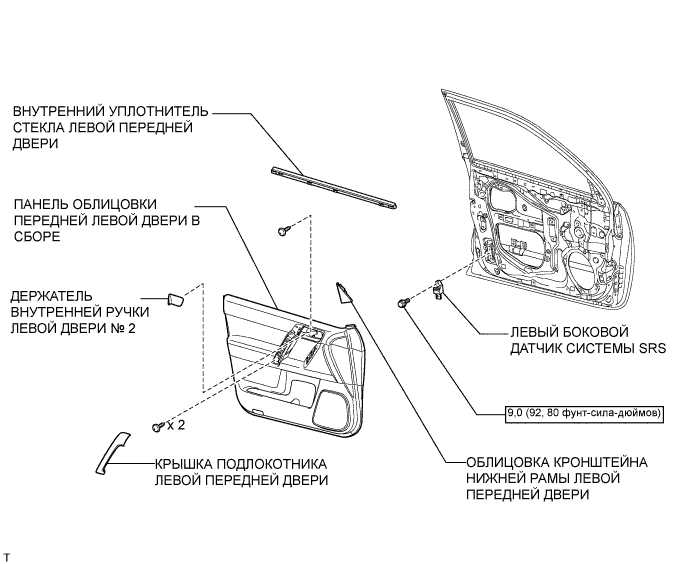 ВНУТРЕННИЙ УПЛОТНИТЕЛЬ
СТЕКЛА ЛЕВОЙ ПЕРЕДНЕЙ
ДВЕРИ
ПАНЕЛЬ ОБЛИЦОВКИ
ПЕРЕДНЕЙ ЛЕВОЙ ДВЕРИ В
СБОРЕ
ДЕРЖАТЕЛЬ
ВНУТРЕННЕЙ РУЧКИ
ЛЕВОЙ ДВЕРИ № 2
ЛЕВЫЙ БОКОВОЙ
ДАТЧИК СИСТЕМЫ SRS
9,0 (92, 80 фунт-сила-дюймов)
x 2
КРЫШКА ПОДЛОКОТНИКА
ЛЕВОЙ ПЕРЕДНЕЙ ДВЕРИ
ОБЛИЦОВКА КРОНШТЕЙНА
НИЖНЕЙ РАМЫ ЛЕВОЙ
ПЕРЕДНЕЙ ДВЕРИ
T